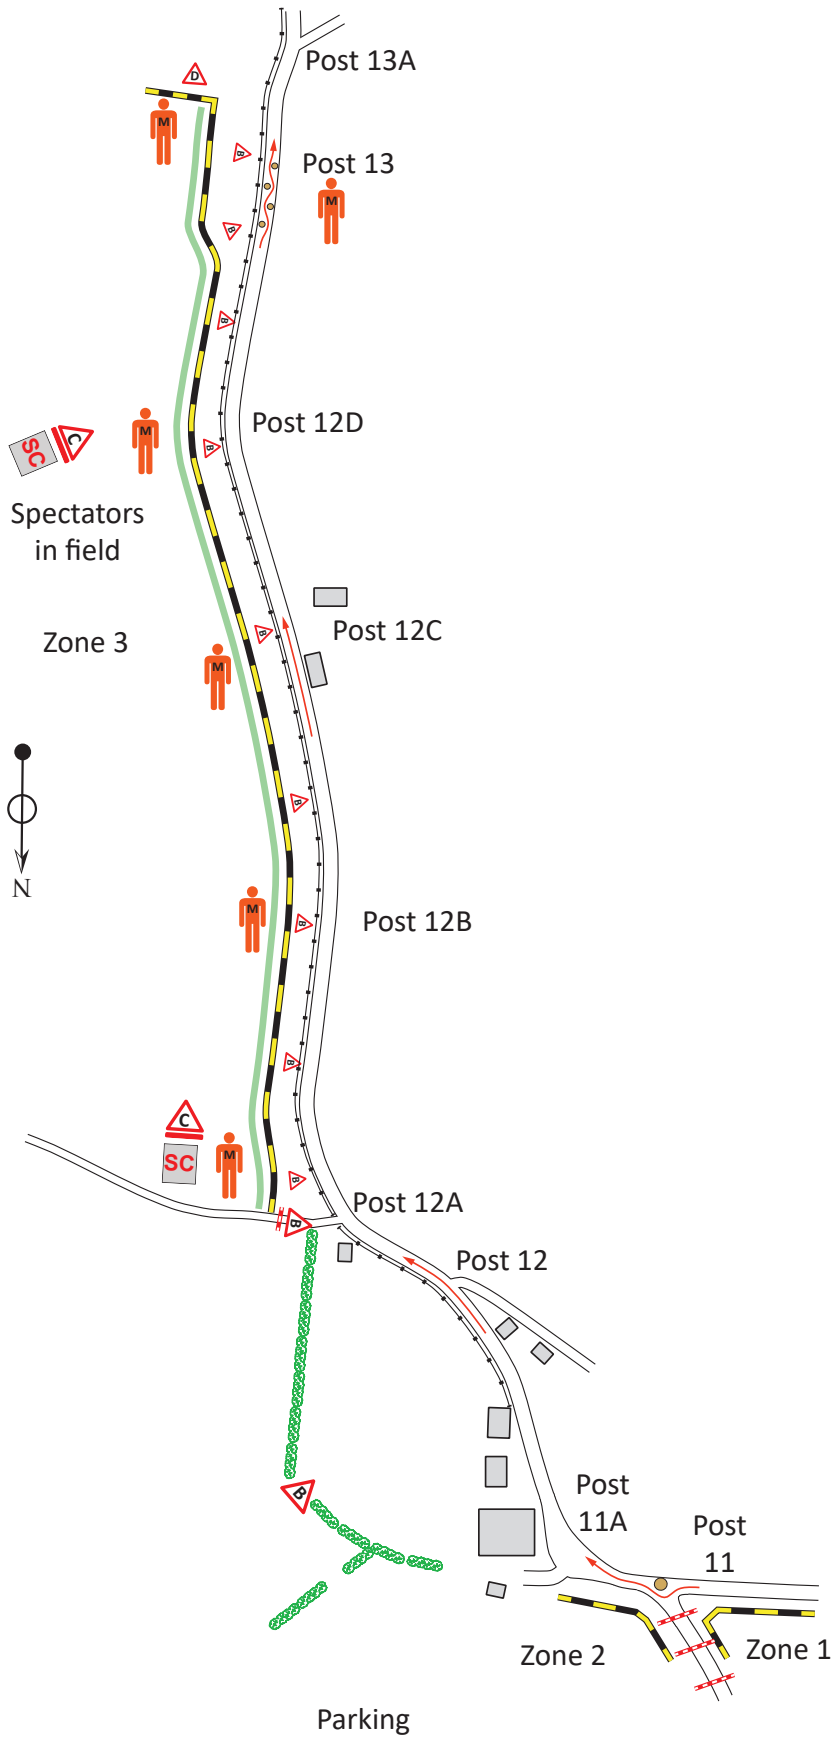 Post 13A
D
M
B
Post 13
M
B
B
Post 12D
M
C
SC
B
Spectators
in field
B
Post 12C
Zone 3
M
B
N
M
Post 12B
B
B
C
SC
M
B
Post 12A
B
Post 12
B
Post
11A
Post
11
Zone 2
Zone 1
Parking